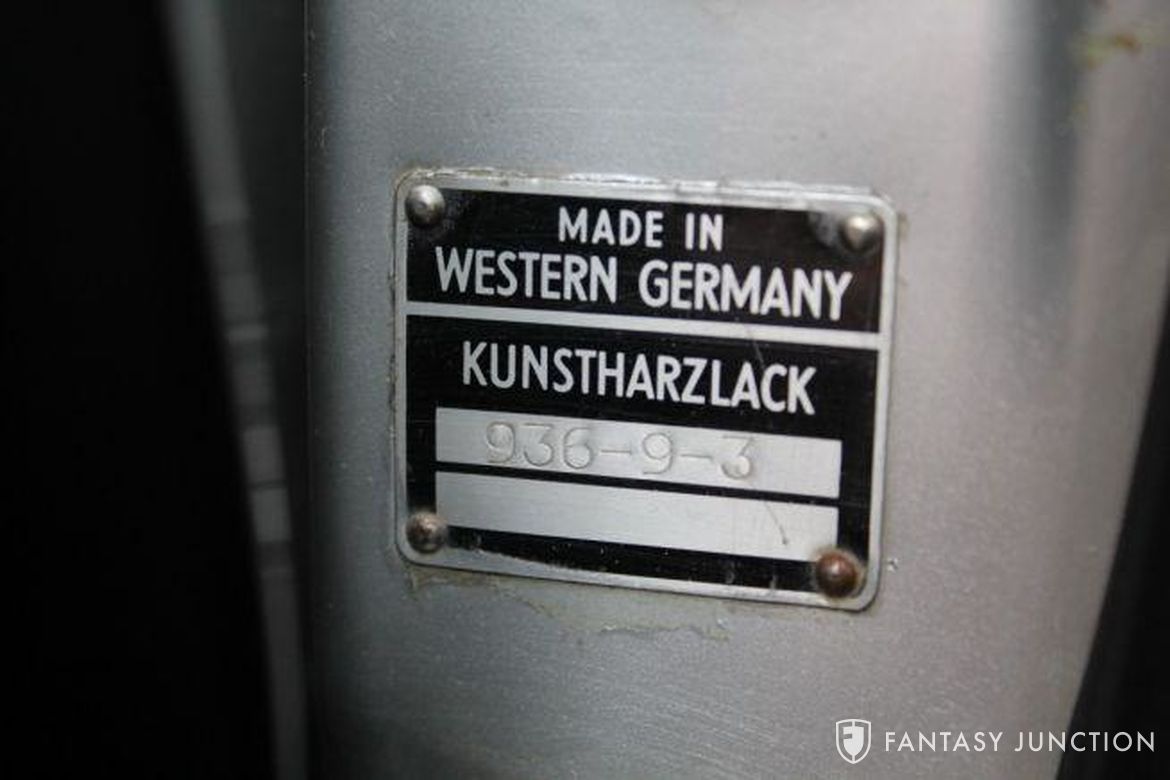 MADE IN
WESTERN GERMANY
KUNSTHARZLACK
936-9-3
FANTASY JUNCTION